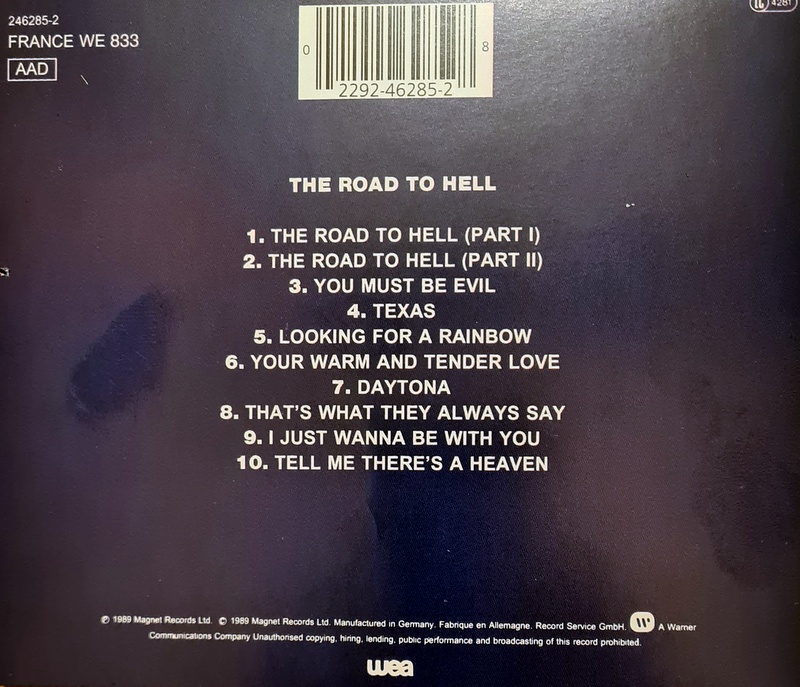 246285-2
FRANCE WE 833
AAD
0 8
2292-46285-2
4281
THE ROAD TO HELL
1. THE ROAD TO HELL (PART I)
2. THE ROAD TO HELL (PART II)
3. YOU MUST BE EVIL
4. TEXAS
5. LOOKING FOR A RAINBOW
6. YOUR WARM AND TENDER LOVE
7. DAYTONA
8. THAT'S WHAT THEY ALWAYS SAY
9. I JUST WANNA BE WITH YOU
10. TELL ME THERE'S A HEAVEN
℗ 1989 Magnet Records Ltd. © 1989 Magnet Records Ltd. Manufactured in Germany. Fabrique en Allemagne. Record Service GmbH. W A Warner
Communications Company Unauthorised copying, hiring, lending, public performance and broadcasting of this record prohibited.
wea